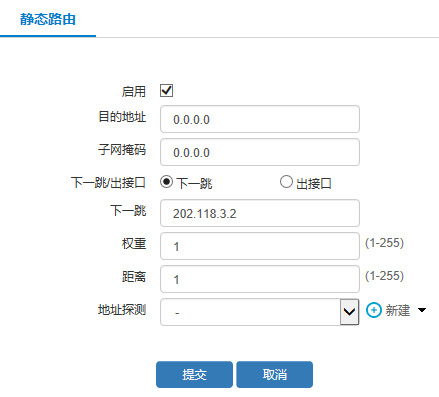 静态路由
启用
目的地址 0.0.0.0
子网掩码 0.0.0.0
下一跳/出接口 下一跳 出接口
下一跳 202.118.3.2
权重 1 (1-255)
距离 1 (1-255)
地址探测 - 新建
提交 取消